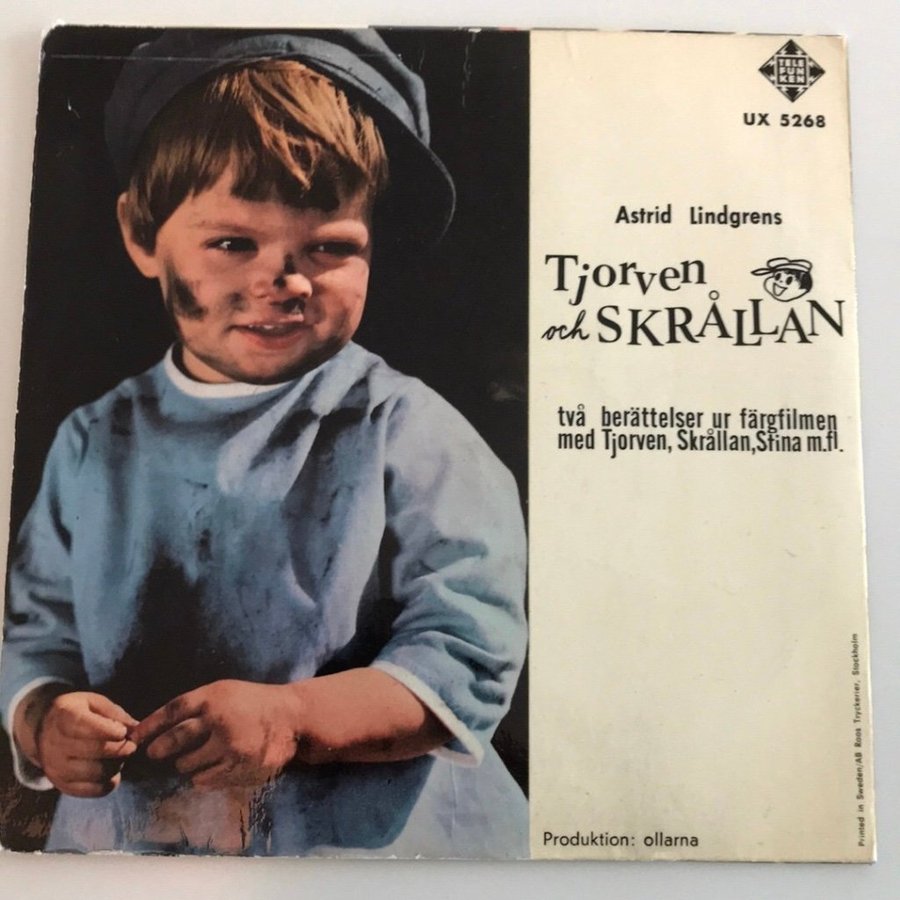 TELE
FUN
KEN
UX 5268
Astrid Lindgrens
Tjorven
och SKRÅLLAN
två berättelser ur färgfilmen
med Tjorven, Skrållan, Stina m.fl.
Produktion: ollarna
Printed in Sweden/AB Roos Tryckerier, Stockholm